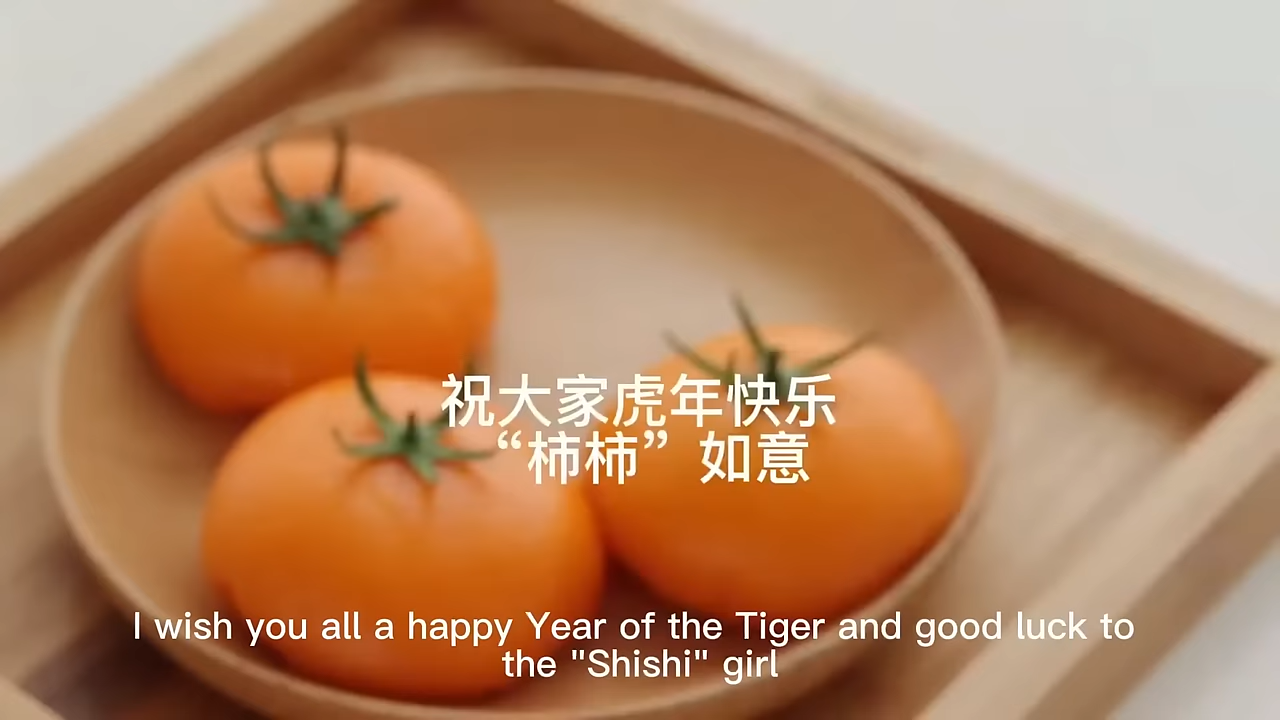 祝大家虎年快乐
“柿柿”如意
I wish you all a happy Year of the Tiger and good luck to
the "Shishi" girl